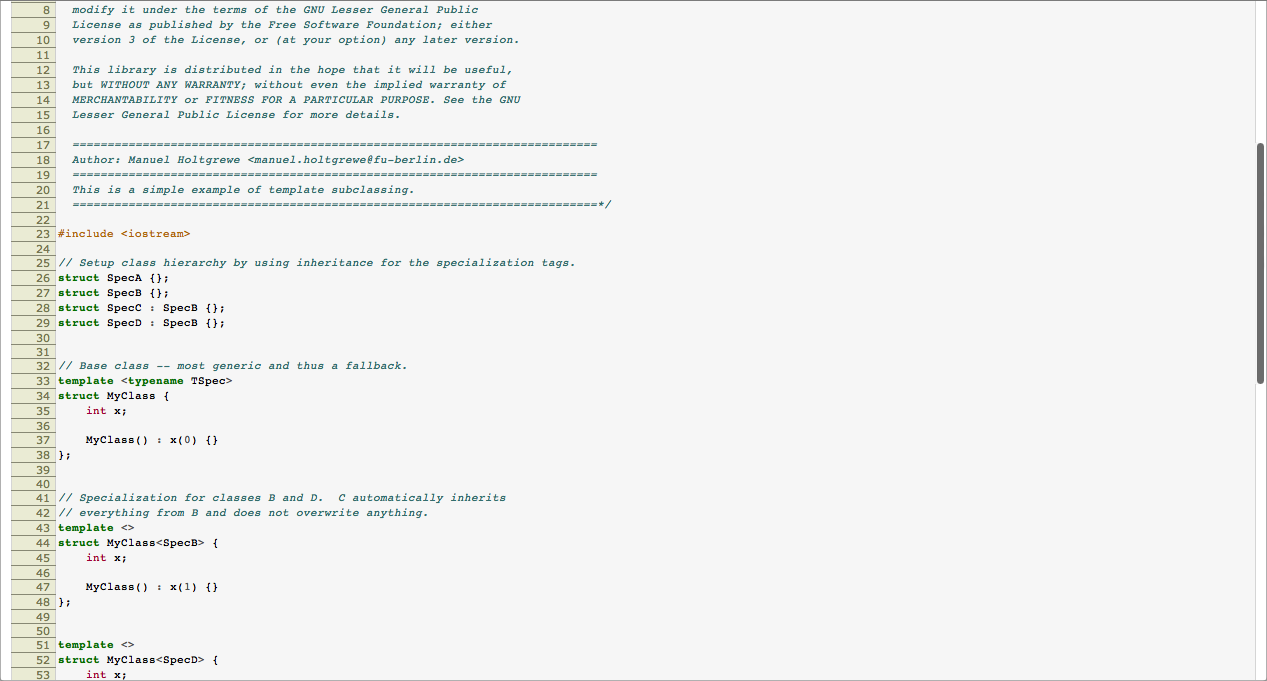 8 modify it under the terms of the GNU Lesser General Public
9 License as published by the Free Software Foundation; either
10 version 3 of the License, or (at your option) any later version.
11
12 This library is distributed in the hope that it will be useful,
13 but WITHOUT ANY WARRANTY; without even the implied warranty of
14 MERCHANTABILITY or FITNESS FOR A PARTICULAR PURPOSE. See the GNU
15 Lesser General Public License for more details.
16
17 ===========================================================================
18 Author: Manuel Holtgrewe <manuel.holtgrewe@fu-berlin.de>
19 ===========================================================================
20 This is a simple example of template subclassing.
21 ===========================================================================*/
22
23 #include <iostream>
24
25 // Setup class hierarchy by using inheritance for the specialization tags.
26 struct SpecA {};
27 struct SpecB {};
28 struct SpecC : SpecB {};
29 struct SpecD : SpecB {};
30
31
32 // Base class -- most generic and thus a fallback.
33 template <typename TSpec>
34 struct MyClass {
35     int x;
36
37     MyClass() : x(0) {}
38 };
39
40
41 // Specialization for classes B and D.  C automatically inherits
42 // everything from B and does not overwrite anything.
43 template <>
44 struct MyClass<SpecB> {
45     int x;
46
47     MyClass() : x(1) {}
48 };
49
50
51 template <>
52 struct MyClass<SpecD> {
53     int x;